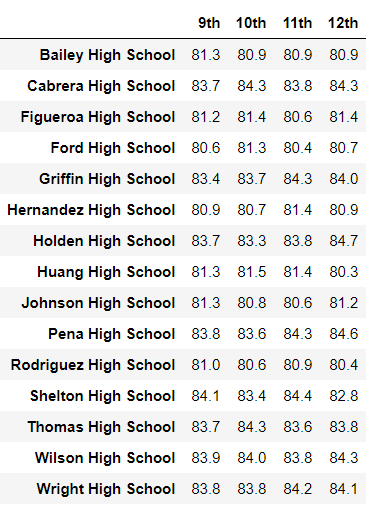 9th 10th 11th 12th
Bailey High School 81.3 80.9 80.9 80.9
Cabrera High School 83.7 84.3 83.8 84.3
Figueroa High School 81.2 81.4 80.6 81.4
Ford High School 80.6 81.3 80.4 80.7
Griffin High School 83.4 83.7 84.3 84.0
Hernandez High School 80.9 80.7 81.4 80.9
Holden High School 83.7 83.3 83.8 84.7
Huang High School 81.3 81.5 81.4 80.3
Johnson High School 81.3 80.8 80.6 81.2
Pena High School 83.8 83.6 84.3 84.6
Rodriguez High School 81.0 80.6 80.9 80.4
Shelton High School 84.1 83.4 84.4 82.8
Thomas High School 83.7 84.3 83.6 83.8
Wilson High School 83.9 84.0 83.8 84.3
Wright High School 83.8 83.8 84.2 84.1